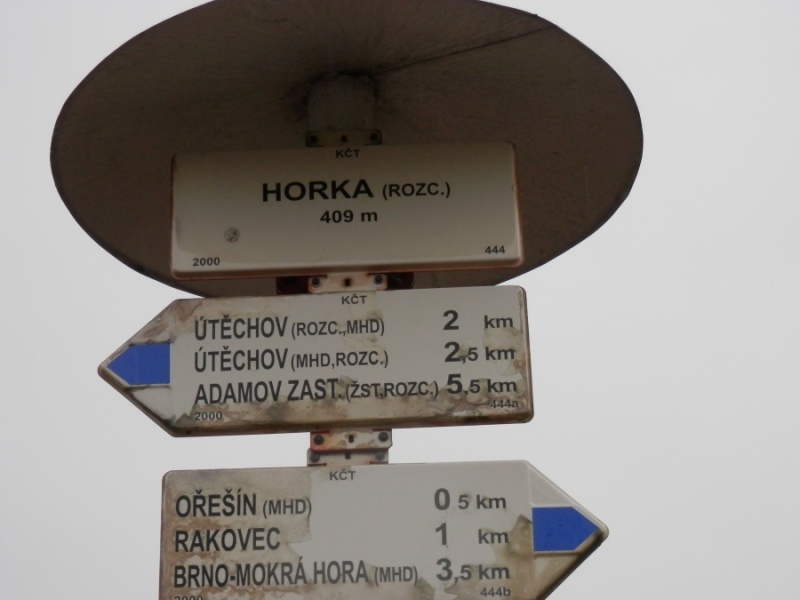 KČT
HORKA (ROZC.)
409 m
2000 444
KČT
ÚTĚCHOV (ROZC.,MHD) 2 km
ÚTĚCHOV (MHD,ROZC.) 2,5 km
ADAMOV ZAST. (ŽST,ROZC.) 5,5 km
2000 444a
KČT
OŘEŠÍN (MHD) 0 5 km
RAKOVEC 1 km
BRNO-MOKRÁ HORA (MHD) 3,5 km
2000 444b